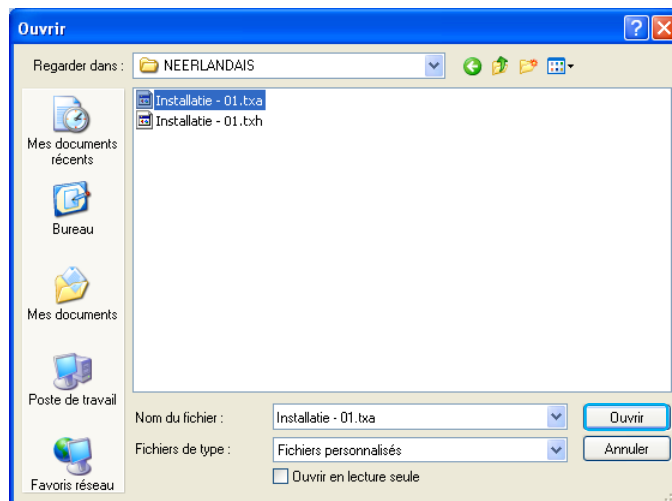 Ouvrir
Regarder dans :
NEERLANDAIS
Installatie - 01.txa
Installatie - 01.txh
Mes documents
récents
Bureau
Mes documents
Poste de travail
Favoris réseau
Nom du fichier :
Installatie - 01.txa
Ouvrir
Fichiers de type :
Fichiers personnalisés
Annuler
Ouvrir en lecture seule